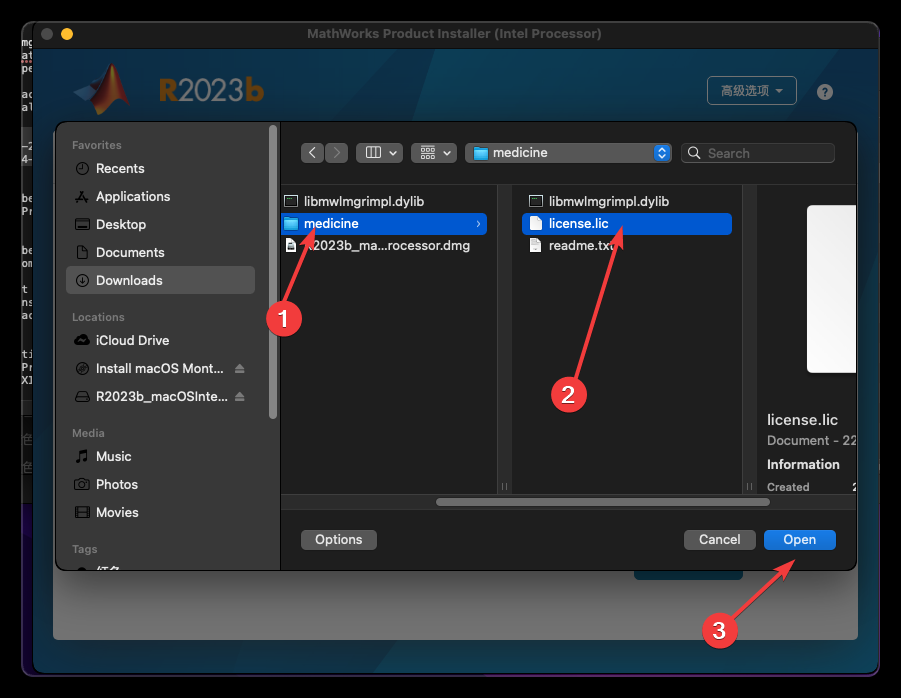 MathWorks Product Installer (Intel Processor)
R2023b
高级选项
?
Favorites
Recents
Applications
Desktop
Documents
Downloads
Locations
iCloud Drive
Install macOS Mont...
R2023b_macOSInte...
Media
Music
Photos
Movies
Tags
medicine
Search
libmwlmgrimpl.dylib
medicine
R2023b_ma...rocessor.dmg
libmwlmgrimpl.dylib
license.lic
readme.txt
license.lic
Document - 22
Information
Created
1
2
Options
Cancel
Open
3